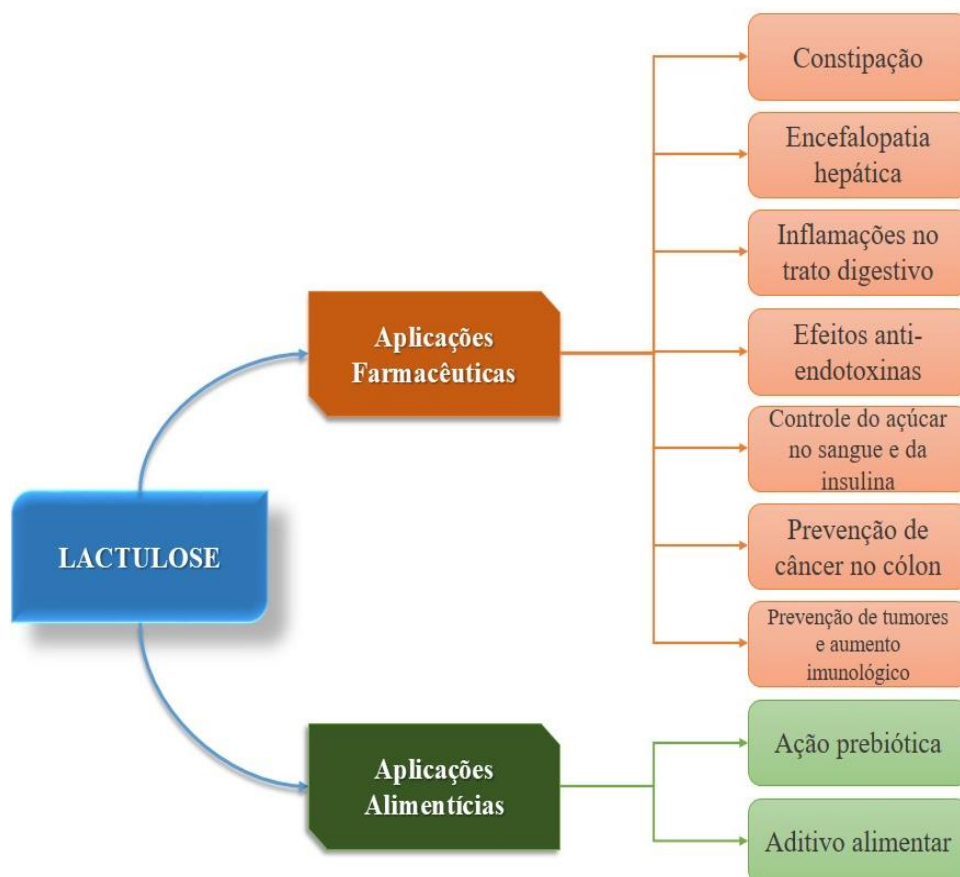 Constipação
Encefalopatia
hepática
Inflamações no
trato digestivo
Aplicações
Farmacêuticas
Efeitos anti-
endotoxinas
Controle do açúcar
no sangue e da
insulina
LACTULOSE
Prevenção de
câncer no cólon
Prevenção de tumores
e aumento
imunológico
Aplicações
Alimentícias
Ação prebiótica
Aditivo alimentar